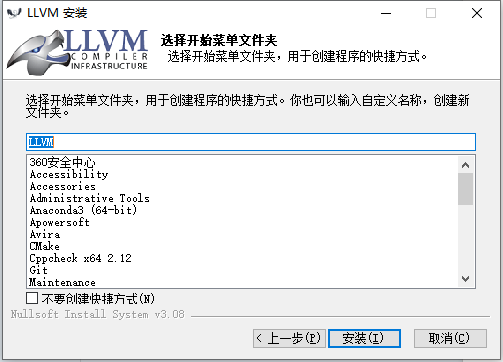 LLVM 安装
LLVM
COMPILER
INFRASTRUCTURE
选择开始菜单文件夹
选择开始菜单文件夹，用于创建程序的快捷方式。
选择开始菜单文件夹，用于创建程序的快捷方式。你也可以输入自定义名称，创建新
文件夹。
LLVM
360安全中心
Accessibility
Accessories
Administrative Tools
Anaconda3 (64-bit)
Apowersoft
Avira
CMake
Cppcheck x64 2.12
Git
Maintenance
不要创建快捷方式(N)
Nullsoft Install System v3.08
< 上一步(P)
安装(I)
取消(C)